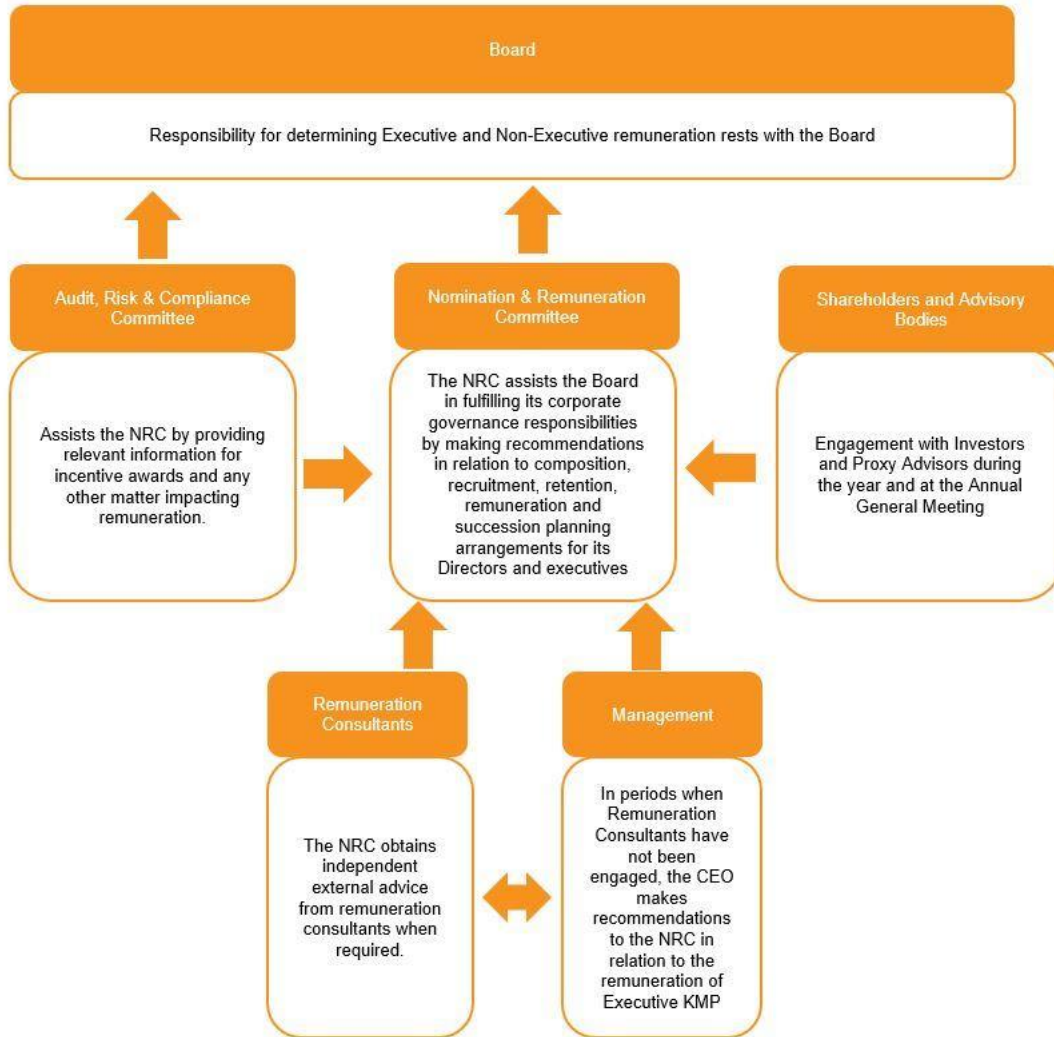 Board
Responsibility for determining Executive and Non-Executive remuneration rests with the Board
Audit, Risk & Compliance
Committee
Assists the NRC by providing
relevant information for
incentive awards and any
other matter impacting
remuneration.
Nomination & Remuneration
Committee
The NRC assists the Board
in fulfilling its corporate
governance responsibilities
by making recommendations
in relation to composition,
recruitment, retention,
remuneration and
succession planning
arrangements for its
Directors and executives
Shareholders and Advisory
Bodies
Engagement with Investors
and Proxy Advisors during
the year and at the Annual
General Meeting
Remuneration
Consultants
The NRC obtains
independent
external advice
from remuneration
consultants when
required.
Management
In periods when
Remuneration
Consultants have
not been
engaged, the CEO
makes
recommendations
to the NRC in
relation to the
remuneration of
Executive KMP